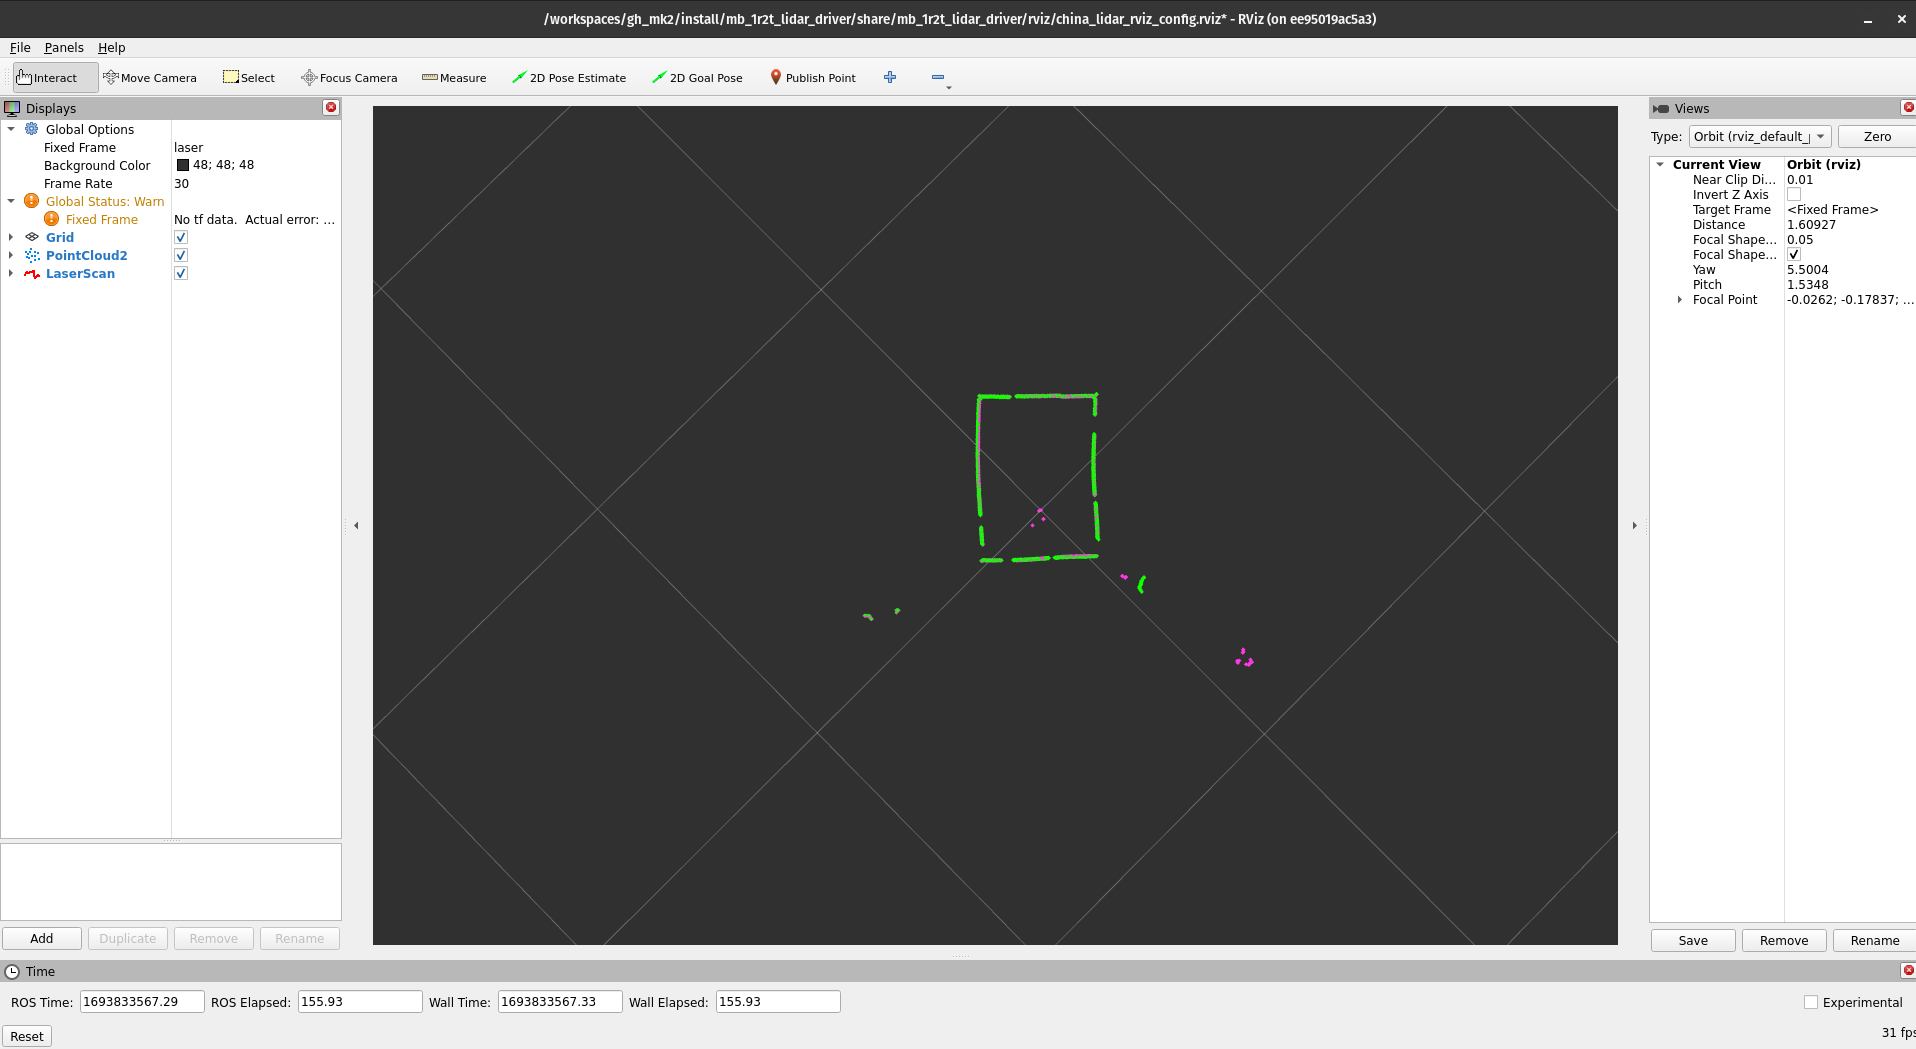 /workspaces/gh_mk2/install/mb_1r2t_lidar_driver/share/mb_1r2t_lidar_driver/rviz/china_lidar_rviz_config.rviz* - RViz (on ee95019ac5a3)
File Panels Help
Interact Move Camera Select Focus Camera Measure 2D Pose Estimate 2D Goal Pose Publish Point
Displays
Global Options
Fixed Frame laser
Background Color 48; 48; 48
Frame Rate 30
Global Status: Warn
Fixed Frame No tf data.  Actual error: ...
Grid
PointCloud2
LaserScan
Add Duplicate Remove Rename
Views
Type: Orbit (rviz_default_ Zero
Current View Orbit (rviz)
Near Clip Di... 0.01
Invert Z Axis
Target Frame <Fixed Frame>
Distance 1.60927
Focal Shape... 0.05
Focal Shape...
Yaw 5.5004
Pitch 1.5348
Focal Point -0.0262; -0.17837; ...
Save Remove Rename
Time
ROS Time: 1693833567.29 ROS Elapsed: 155.93 Wall Time: 1693833567.33 Wall Elapsed: 155.93 Experimental
Reset 31 fps